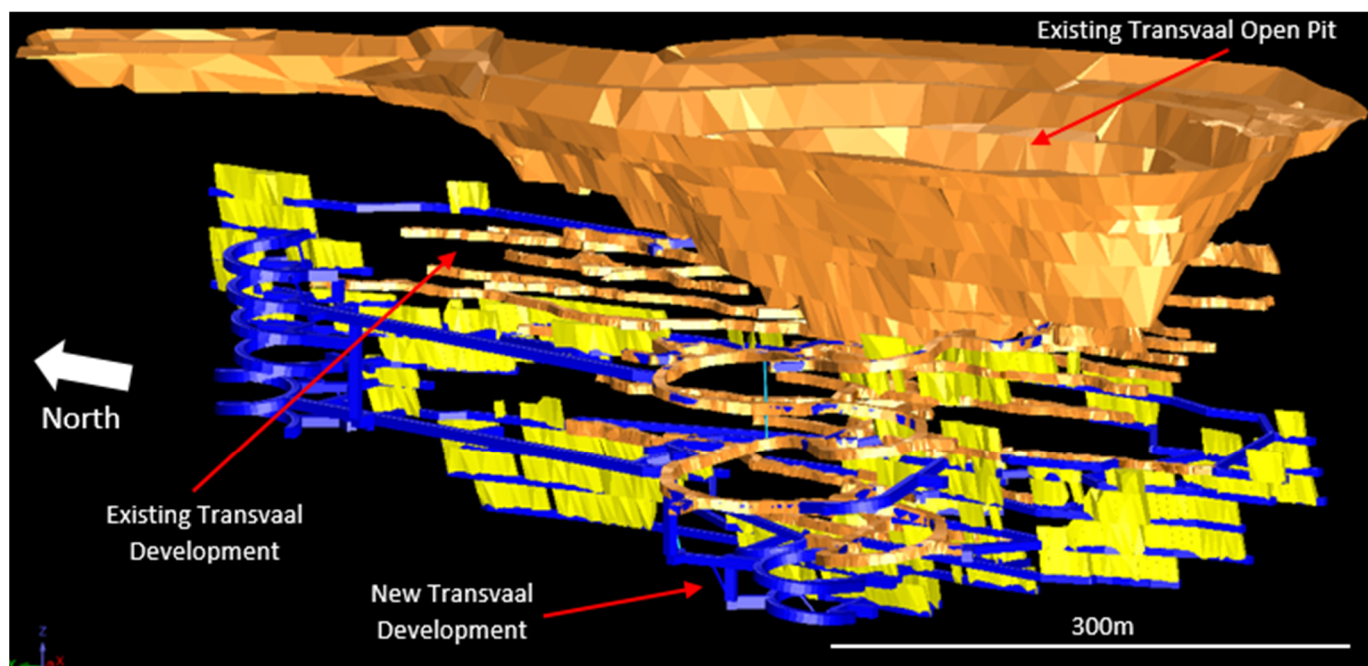 Existing Transvaal Open Pit
North
Existing Transvaal
Development
New Transvaal
Development
300m
Z
X